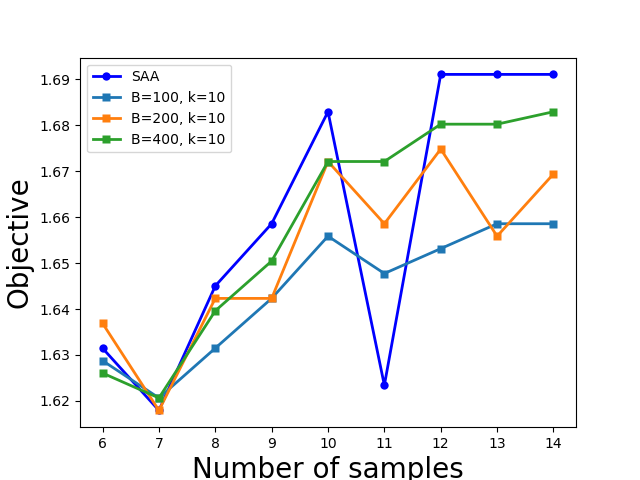 SAA
B=100, k=10
B=200, k=10
B=400, k=10
Objective
1.69
1.68
1.67
1.66
1.65
1.64
1.63
1.62
6 7 8 9 10 11 12 13 14
Number of samples